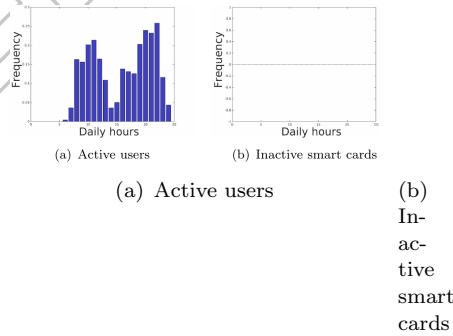 Frequency
Daily hours
(a) Active users
Frequency
Daily hours
(b) Inactive smart cards
(a) Active users
(b)
In-
ac-
tive
smart
cards